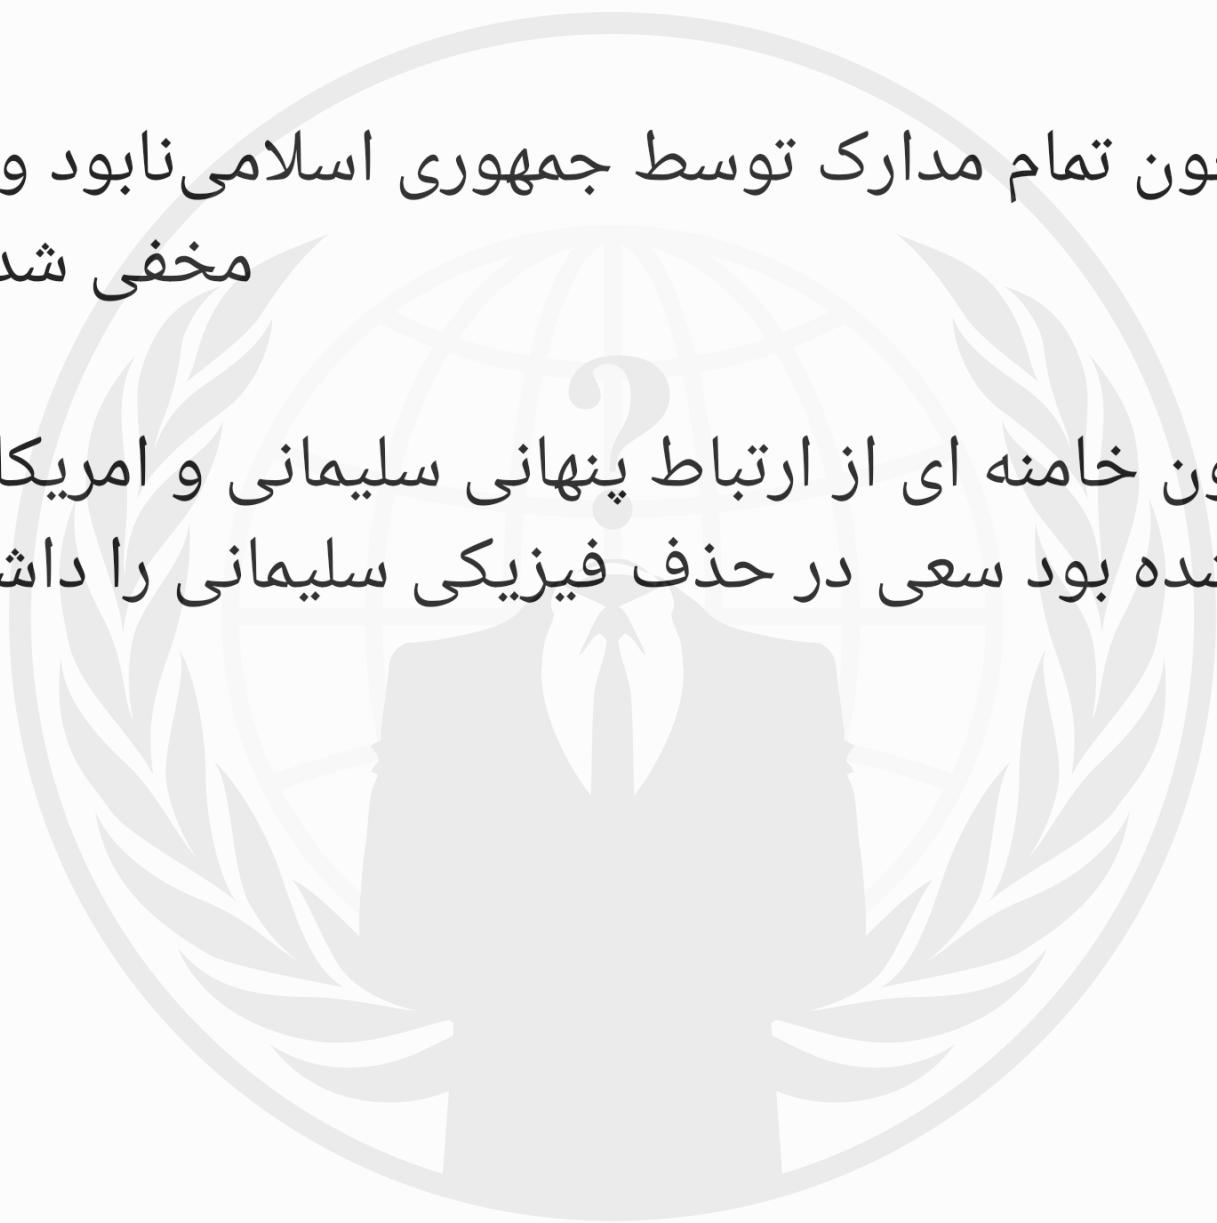 تمام مدارک توسط جمهوری اسلامی‌نابود و
مخفی
خامنه ای از ارتباط پنهانی سلیمانی و امریکا
بود سعی در حذف فیزیکی سلیمانی را
?